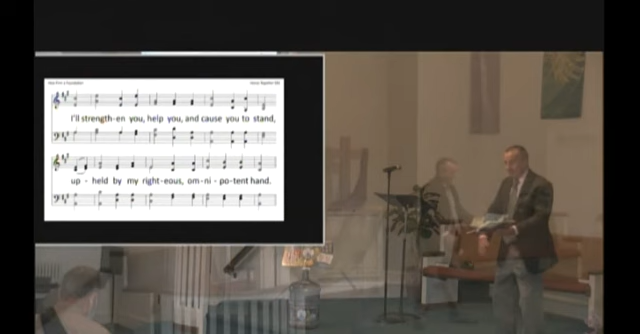 I'll strength-en you, help you, and cause you to stand,
up - held by my right-eous, om-ni-po-tent hand.